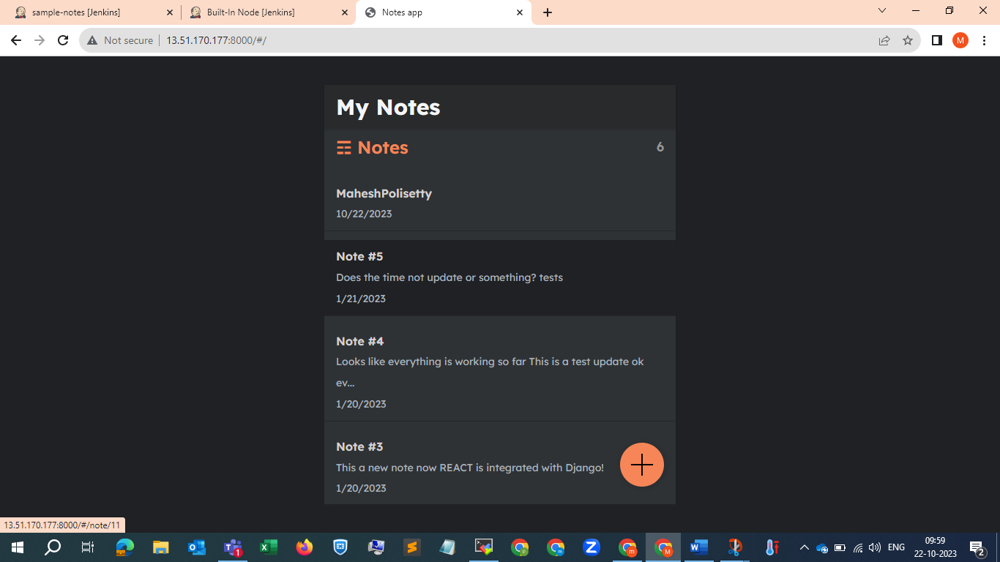 sample-notes [Jenkins]
Built-In Node [Jenkins]
Notes app
Not secure
13.51.170.177:8000/#/
M
My Notes
Notes
6
MaheshPolisetty
10/22/2023
Note #5
Does the time not update or something? tests
1/21/2023
Note #4
Looks like everything is working so far This is a test update ok
ev...
1/20/2023
Note #3
This a new note now REACT is integrated with Django!
1/20/2023
13.51.170.177:8000/#/note/11
ENG
09:59
22-10-2023
2